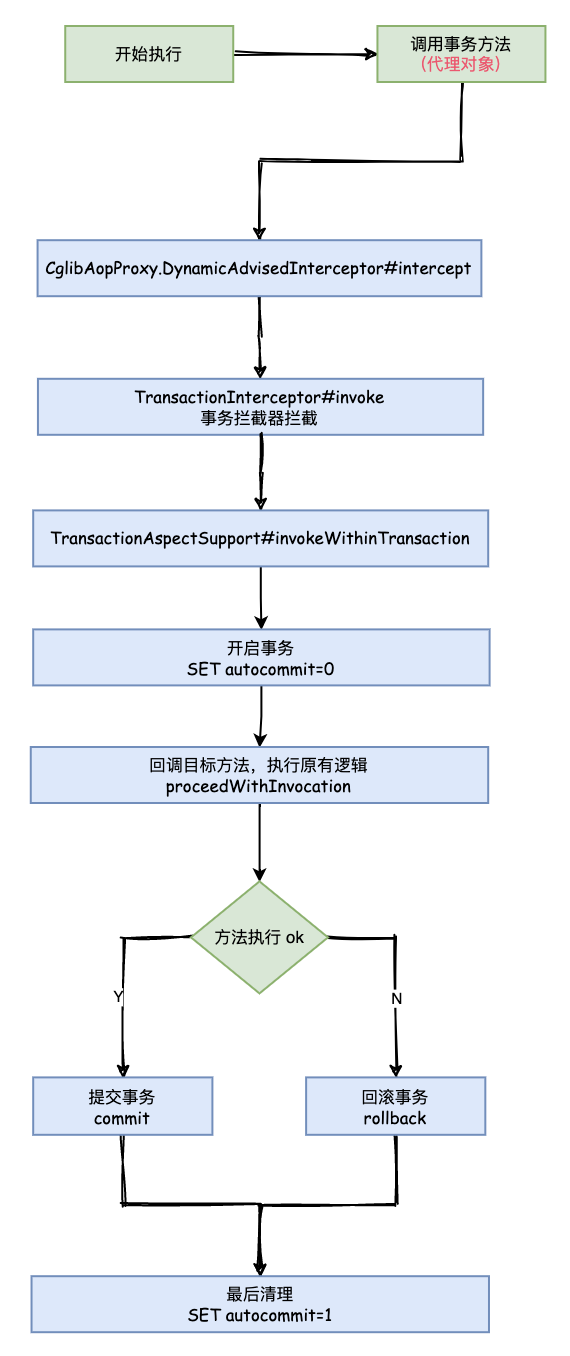 开始执行
调用事务方法
(代理对象)
CglibAopProxy.DynamicAdvisedInterceptor#intercept
TransactionInterceptor#invoke
事务拦截器拦截
TransactionAspectSupport#invokeWithinTransaction
开启事务
SET autocommit=0
回调目标方法，执行原有逻辑
proceedWithInvocation
方法执行 ok
Y
N
提交事务
commit
回滚事务
rollback
最后清理
SET autocommit=1